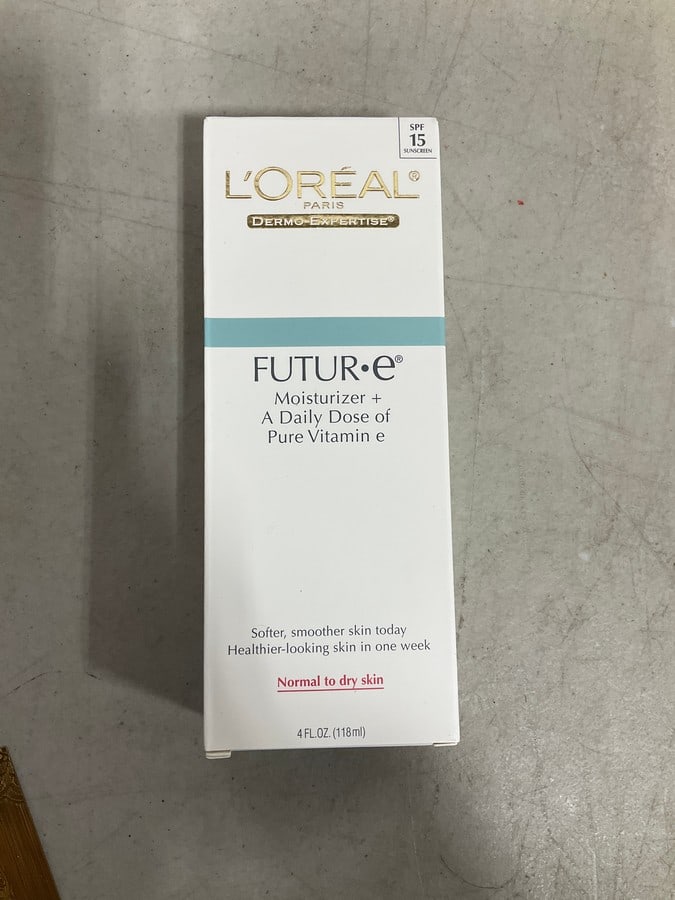 SPF
15
SUNSCREEN
L'ORÉAL®
PARIS
DERMO-EXPERTISE®
FUTUR•e®
Moisturizer +
A Daily Dose of
Pure Vitamin e
Softer, smoother skin today
Healthier-looking skin in one week
Normal to dry skin
4 FL.OZ. (118ml)